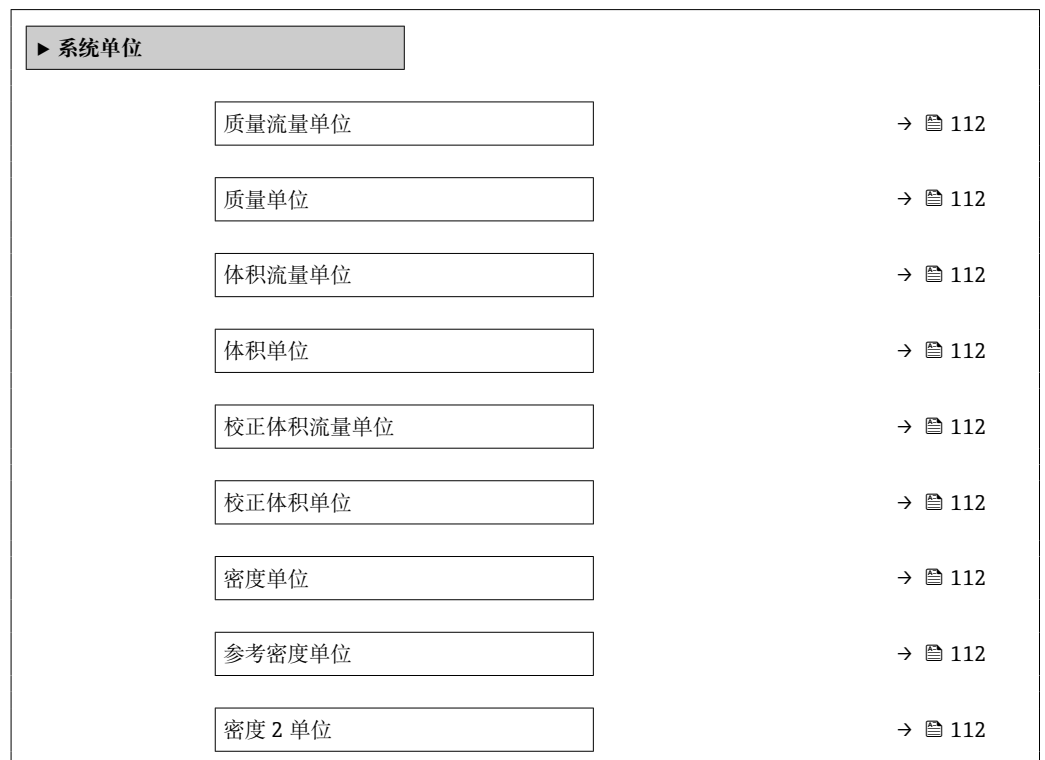 ▶ 系统单位
质量流量单位 → 🖹 112
质量单位 → 🖹 112
体积流量单位 → 🖹 112
体积单位 → 🖹 112
校正体积流量单位 → 🖹 112
校正体积单位 → 🖹 112
密度单位 → 🖹 112
参考密度单位 → 🖹 112
密度 2 单位 → 🖹 112